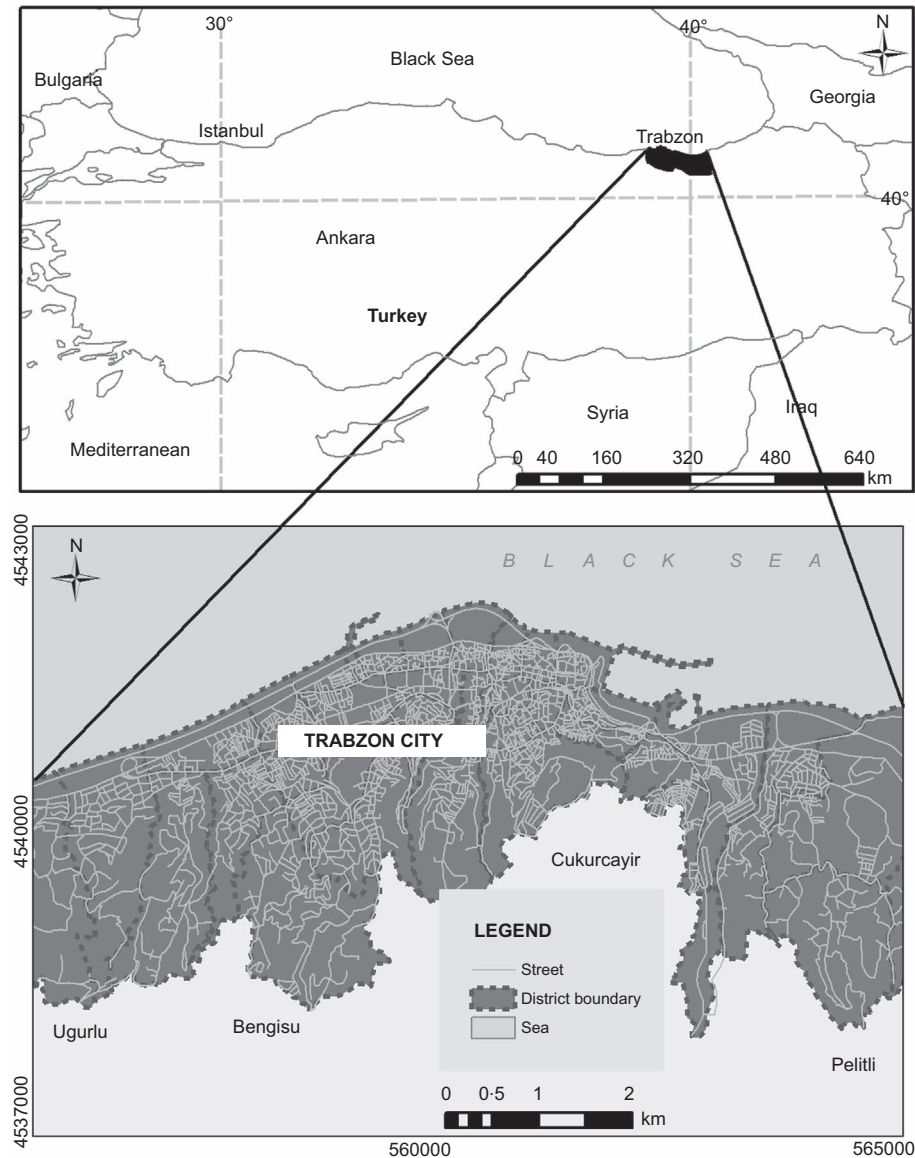 30°
40°
N
Black Sea
Bulgaria
Georgia
Istanbul
Trabzon
40°
Ankara
Turkey
Syria
Iraq
Mediterranean
0 40 160 320 480 640
km
4543000
N
BLACK SEA
TRABZON CITY
4540000
Cukurcayir
LEGEND
Street
District boundary
Sea
Ugurlu
Bengisu
Pelitli
0 0·5 1 2
km
4537000
560000
565000